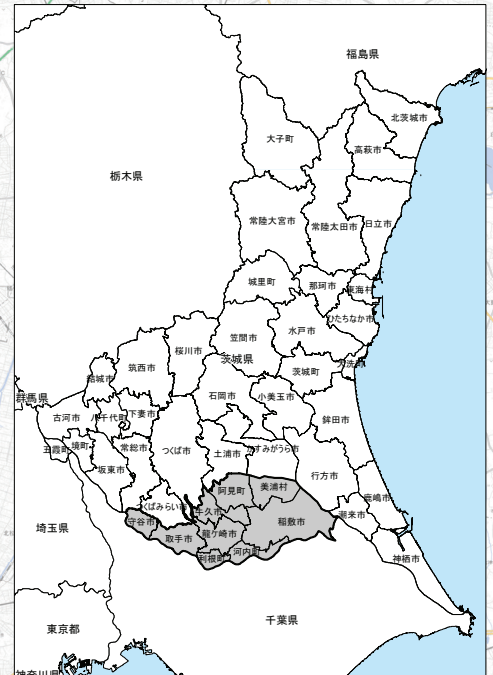 福島県
北茨城市
大子町
高萩市
栃木県
常陸大宮市
常陸太田市
日立市
城里町
那珂市
東海村
ひたちなか市
水戸市
笠間市
桜川市
茨城県
筑西市
大洗町
茨城町
結城市
石岡市
小美玉市
群馬県
古河市
八千代町
下妻市
鉾田市
五霞町
境町
常総市
つくば市
土浦市
かすみがうら市
坂東市
行方市
阿見町
美浦村
鹿嶋市
つくばみらい市
牛久市
潮来市
守谷市
稲敷市
埼玉県
取手市
龍ケ崎市
河内町
利根町
神栖市
千葉県
東京都
神奈川県